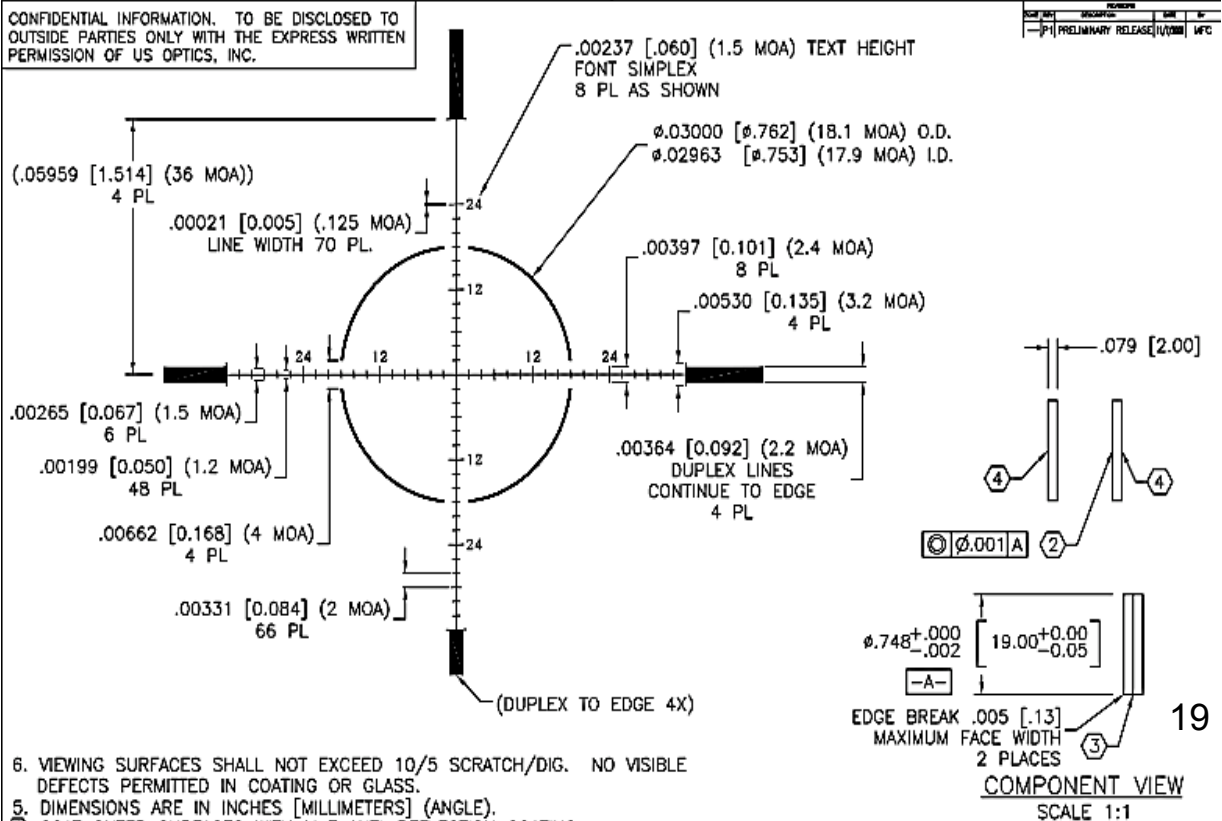 CONFIDENTIAL INFORMATION. TO BE DISCLOSED TO
OUTSIDE PARTIES ONLY WITH THE EXPRESS WRITTEN
PERMISSION OF US OPTICS, INC.
REVISIONS
DESCRIPTION DATE BY
P1 PRELIMINARY RELEASE MFC
.00237 [.060] (1.5 MOA) TEXT HEIGHT
FONT SIMPLEX
8 PL AS SHOWN
ø.03000 [ø.762] (18.1 MOA) O.D.
ø.02963 [ø.753] (17.9 MOA) I.D.
(.05959 [1.514] (36 MOA))
4 PL
.00021 [0.005] (.125 MOA)
LINE WIDTH 70 PL.
24
12
.00397 [0.101] (2.4 MOA)
8 PL
.00530 [0.135] (3.2 MOA)
4 PL
24 12 12 24
.079 [2.00]
.00265 [0.067] (1.5 MOA)
6 PL
.00199 [0.050] (1.2 MOA)
48 PL
.00662 [0.168] (4 MOA)
4 PL
.00331 [0.084] (2 MOA)
66 PL
12
24
.00364 [0.092] (2.2 MOA)
DUPLEX LINES
CONTINUE TO EDGE
4 PL
4
4
◎ Ø.001 A
2
(DUPLEX TO EDGE 4X)
ø.748 +.000 -.002 [19.00 +0.00 -0.05]
-A-
EDGE BREAK .005 [.13]
MAXIMUM FACE WIDTH
2 PLACES
3
19
COMPONENT VIEW
SCALE 1:1
6. VIEWING SURFACES SHALL NOT EXCEED 10/5 SCRATCH/DIG. NO VISIBLE
DEFECTS PERMITTED IN COATING OR GLASS.
5. DIMENSIONS ARE IN INCHES [MILLIMETERS] (ANGLE).